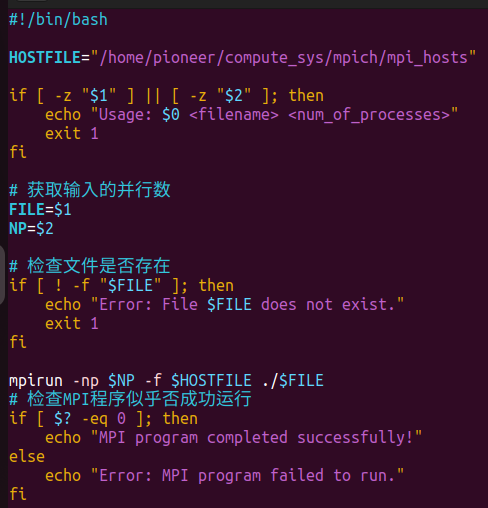 #!/bin/bash
HOSTFILE="/home/pioneer/compute_sys/mpich/mpi_hosts"
if [ -z "$1" ] || [ -z "$2" ]; then
    echo "Usage: $0 <filename> <num_of_processes>"
    exit 1
fi
# 获取输入的并行数
FILE=$1
NP=$2
# 检查文件是否存在
if [ ! -f "$FILE" ]; then
    echo "Error: File $FILE does not exist."
    exit 1
fi
mpirun -np $NP -f $HOSTFILE ./$FILE
# 检查MPI程序似乎否成功运行
if [ $? -eq 0 ]; then
    echo "MPI program completed successfully!"
else
    echo "Error: MPI program failed to run."
fi